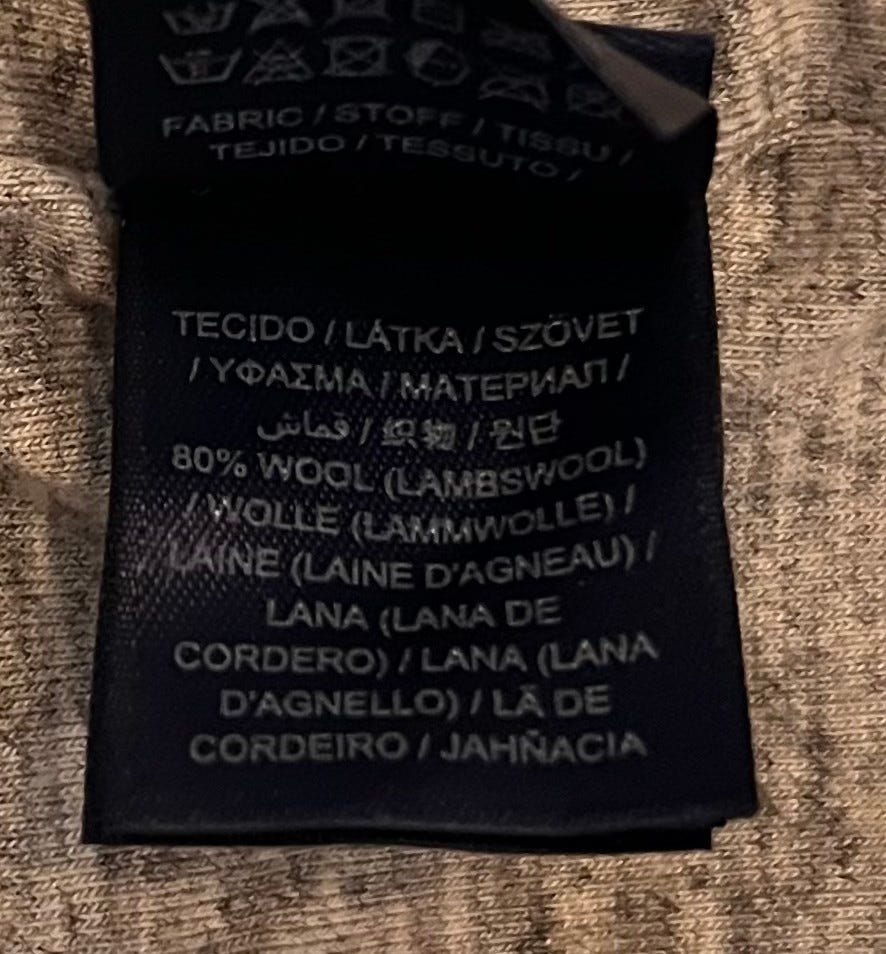 FABRIC / STOFF / TISSU /
TEJIDO / TESSUTO /
TECIDO / LÁTKA / SZÖVET
/ ΥΦΑΣΜΑ / МАТЕРИАЛ /
قماش / 织物 / 원단
80% WOOL (LAMBSWOOL)
/ WOLLE (LAMMWOLLE) /
LAINE (LAINE D'AGNEAU) /
LANA (LANA DE
CORDERO) / LANA (LANA
D'AGNELLO) / LÃ DE
CORDEIRO / JAHŇACIA